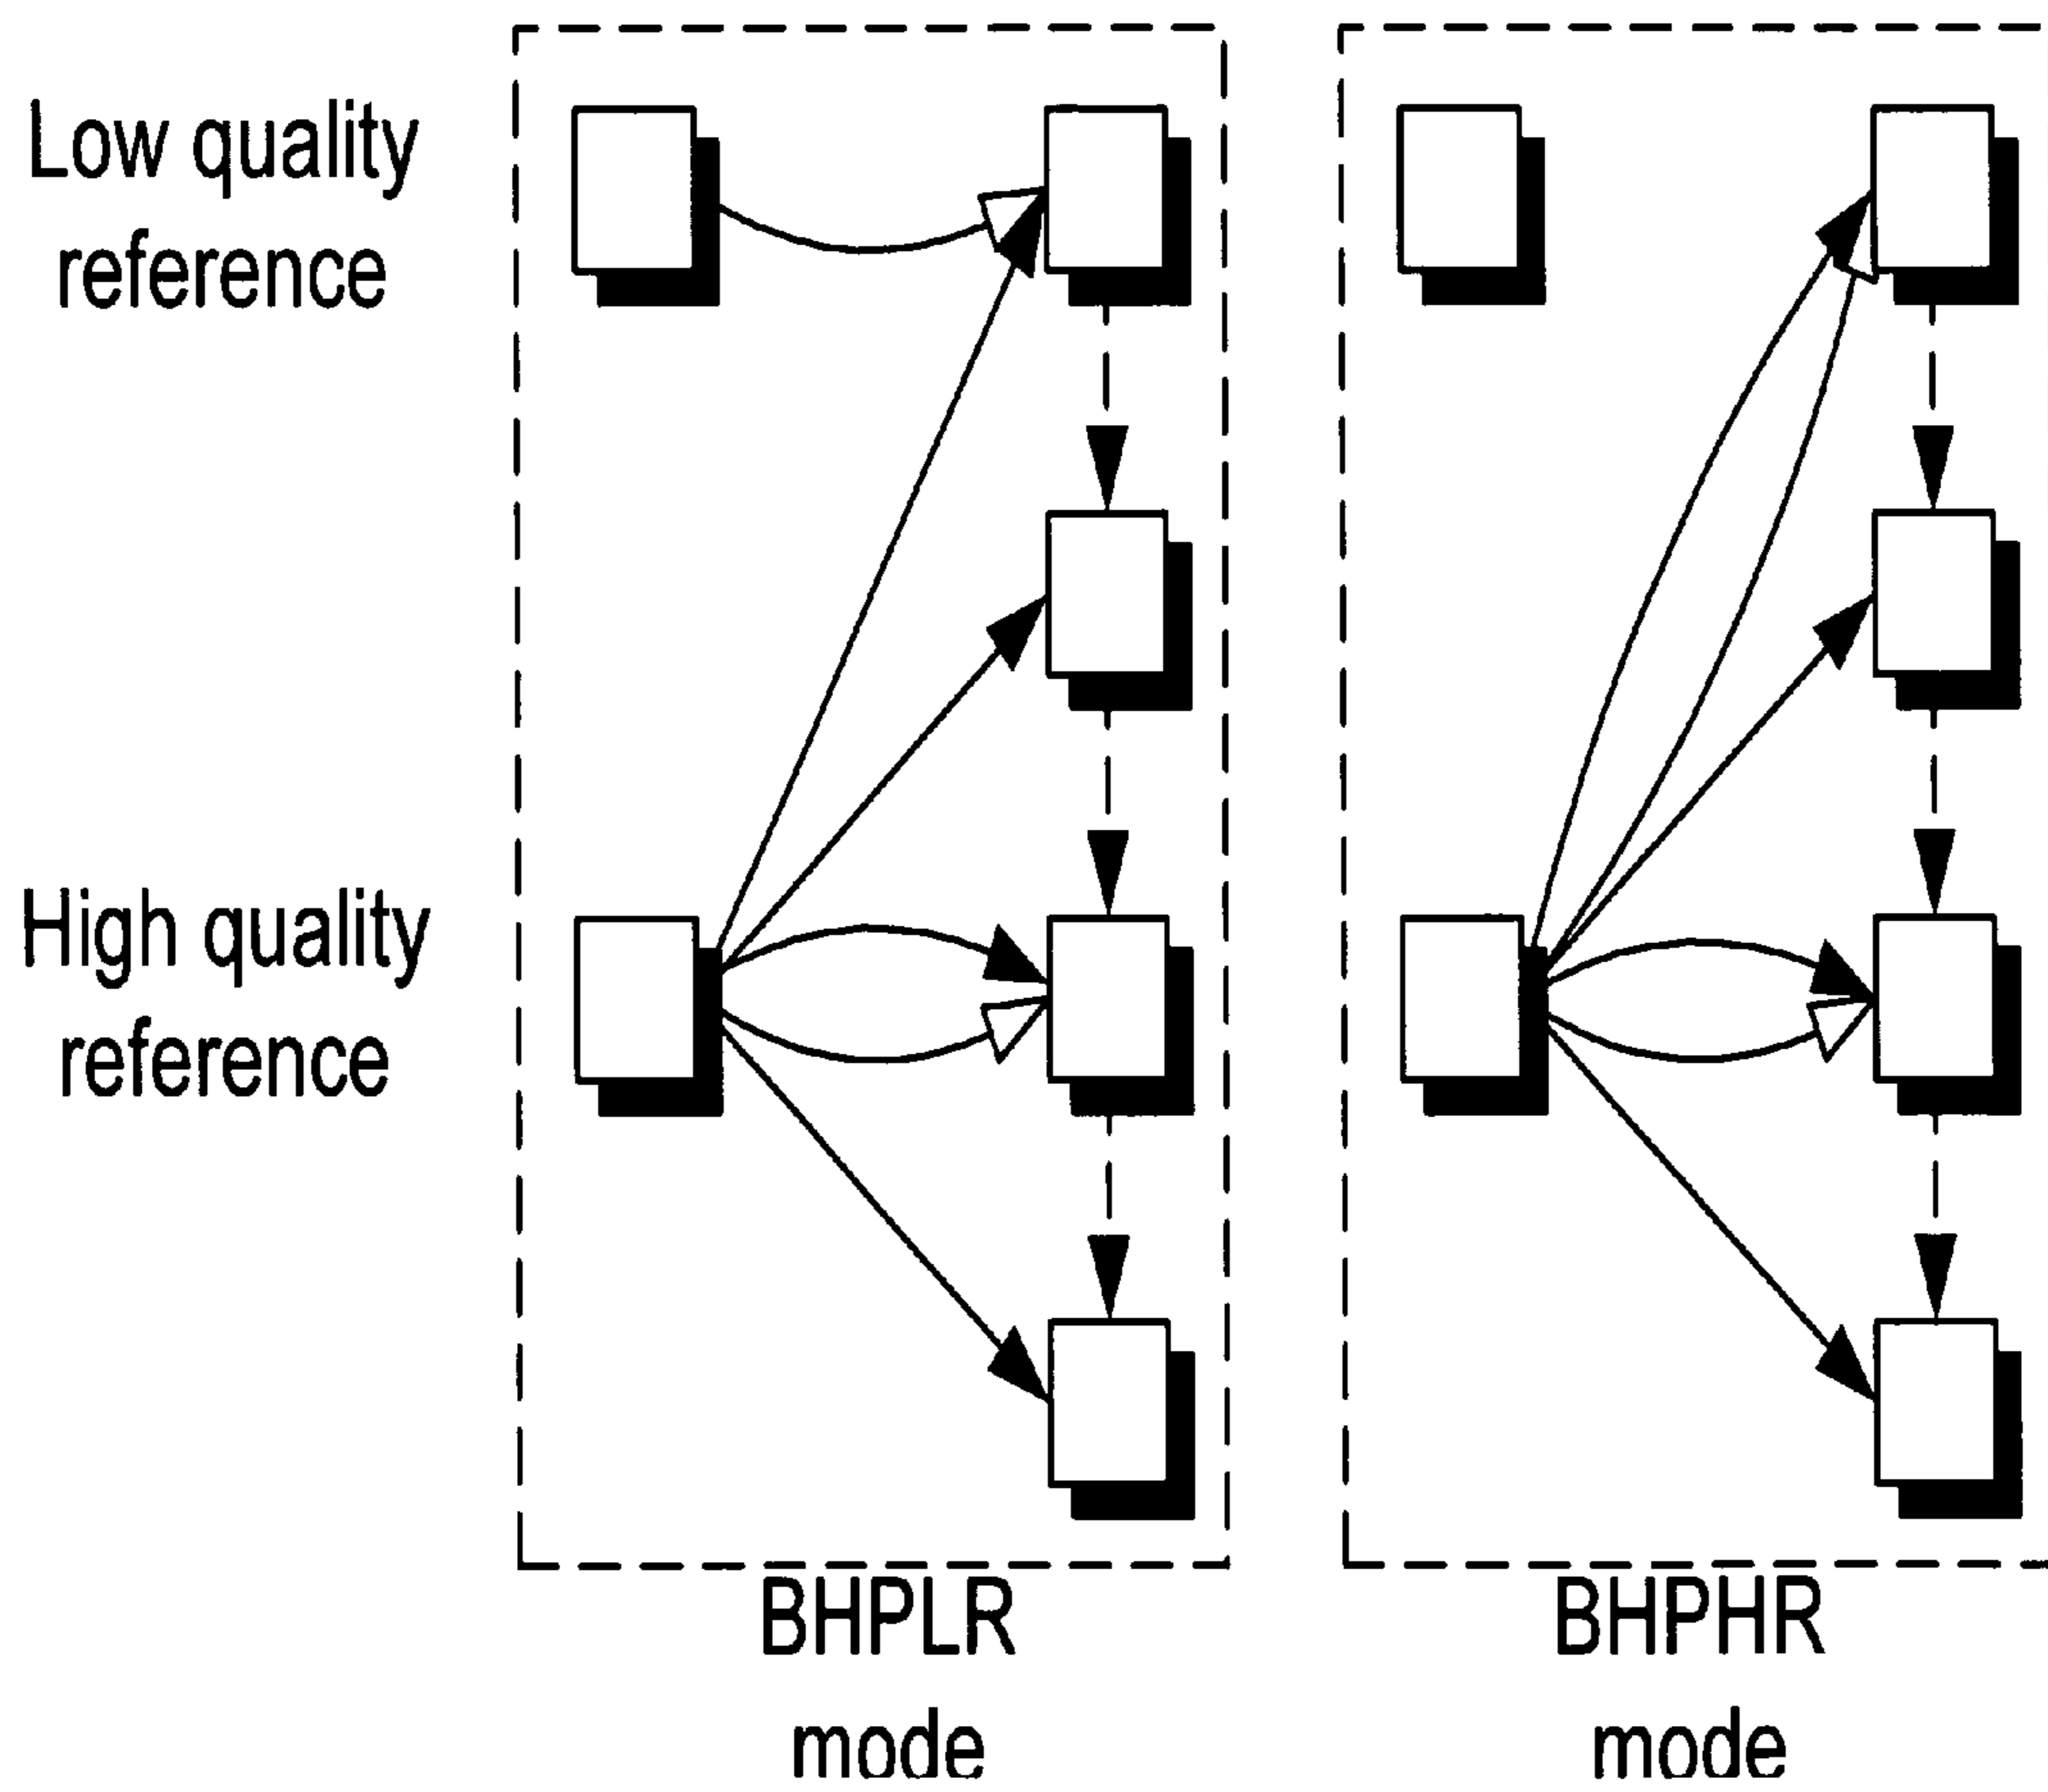 Low quality
reference
High quality
reference
BHPLR
mode
BHPHR
mode